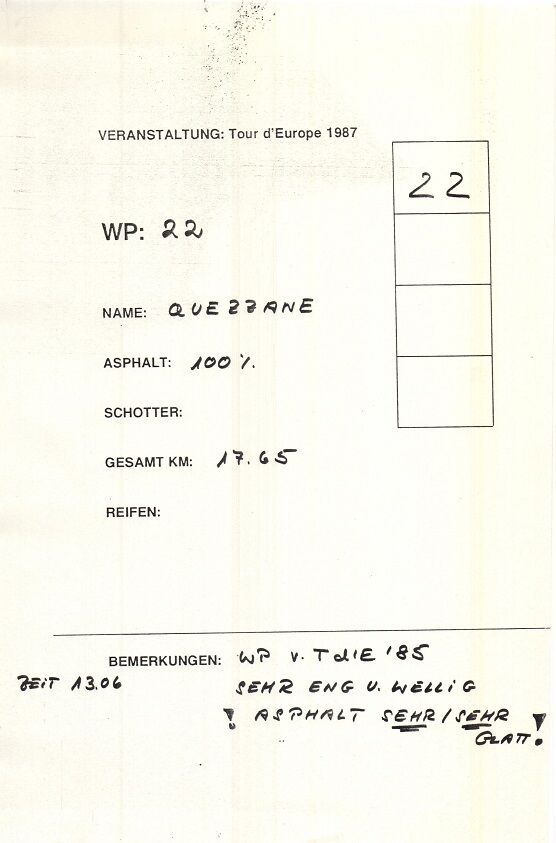 VERANSTALTUNG: Tour d'Europe 1987
22
WP: 22
NAME: QUEZZANE
ASPHALT: 100%
SCHOTTER:
GESAMT KM: 17.65
REIFEN:
BEMERKUNGEN: WP v. TdE '85
ZEIT 13.06
SEHR ENG U. WELLIG
! ASPHALT SEHR/SEHR
GLATT!